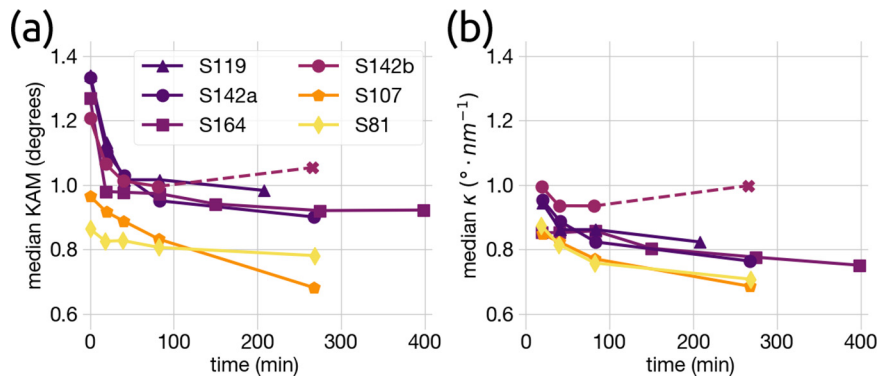 (a)
1.4
1.2
1.0
0.8
0.6
median KAM (degrees)
S119
S142a
S164
S142b
S107
S81
0 100 200 300 400
time (min)
(b)
1.4
1.2
1.0
0.8
0.6
median κ (° · nm⁻¹)
0 100 200 300 400
time (min)